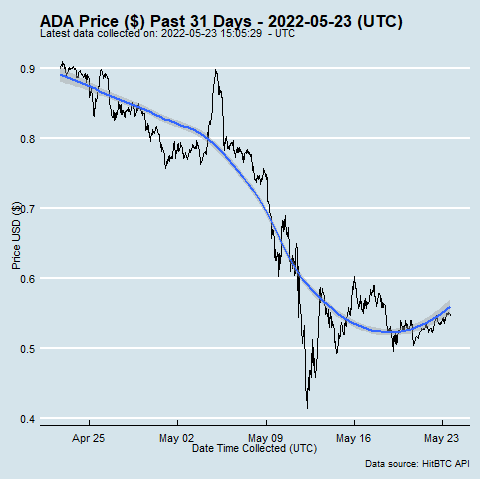 ADA Price ($) Past 31 Days - 2022-05-23 (UTC)
Latest data collected on: 2022-05-23 15:05:29  - UTC
Price USD ($)
0.9
0.8
0.7
0.6
0.5
0.4
Apr 25 May 02 May 09 May 16 May 23
Date Time Collected (UTC)
Data source: HitBTC API